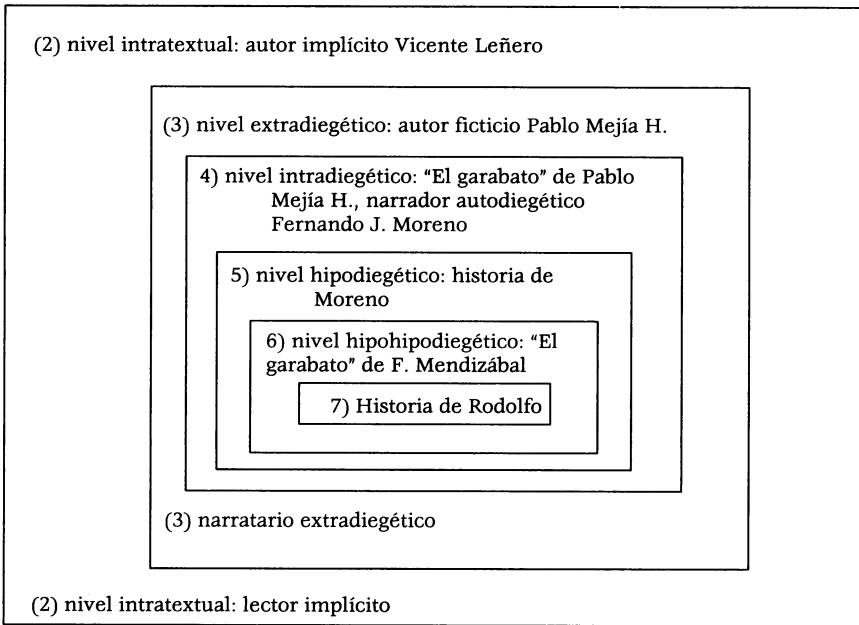 (2) nivel intratextual: autor implícito Vicente Leñero
(3) nivel extradiegético: autor ficticio Pablo Mejía H.
4) nivel intradiegético: "El garabato" de Pablo
Mejía H., narrador autodiegético
Fernando J. Moreno
5) nivel hipodiegético: historia de
Moreno
6) nivel hipohipodiegético: "El
garabato" de F. Mendizábal
7) Historia de Rodolfo
(3) narratario extradiegético
(2) nivel intratextual: lector implícito